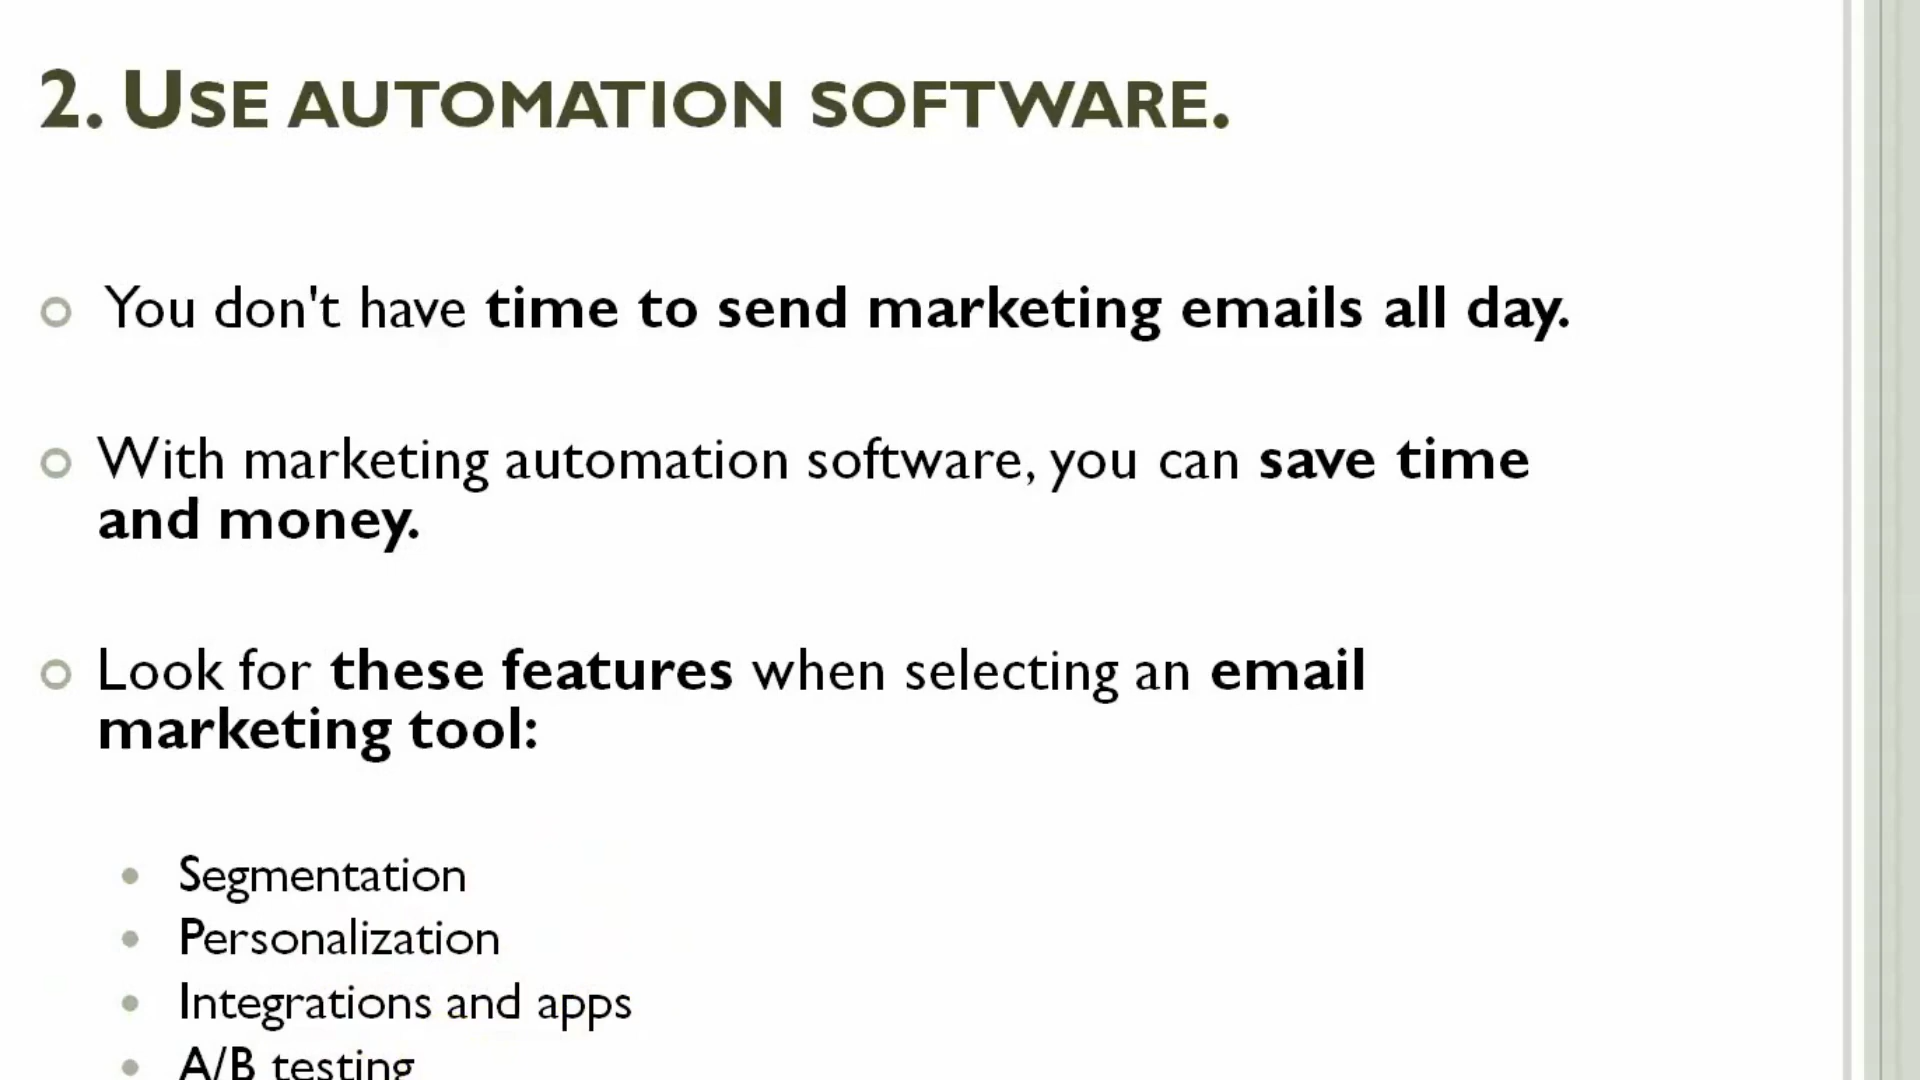 2. USE AUTOMATION SOFTWARE.
You don't have time to send marketing emails all day.
With marketing automation software, you can save time
and money.
Look for these features when selecting an email
marketing tool:
Segmentation
Personalization
Integrations and apps
A/B testing